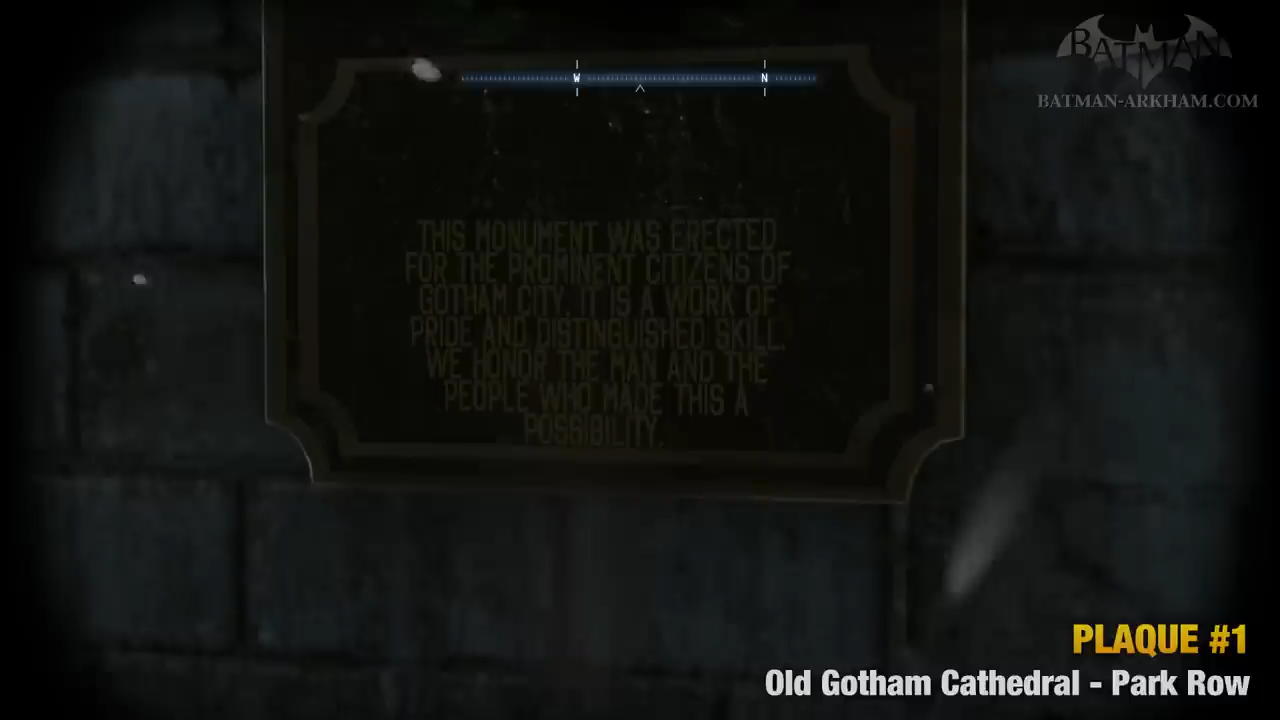 BATMAN
BATMAN-ARKHAM.COM
W N
THIS MONUMENT WAS ERECTED
FOR THE PROMINENT CITIZENS OF
GOTHAM CITY. IT IS A WORK OF
PRIDE AND DISTINGUISHED SKILL.
WE HONOR THE MAN AND THE
PEOPLE WHO MADE THIS A
POSSIBILITY.
PLAQUE #1
Old Gotham Cathedral - Park Row